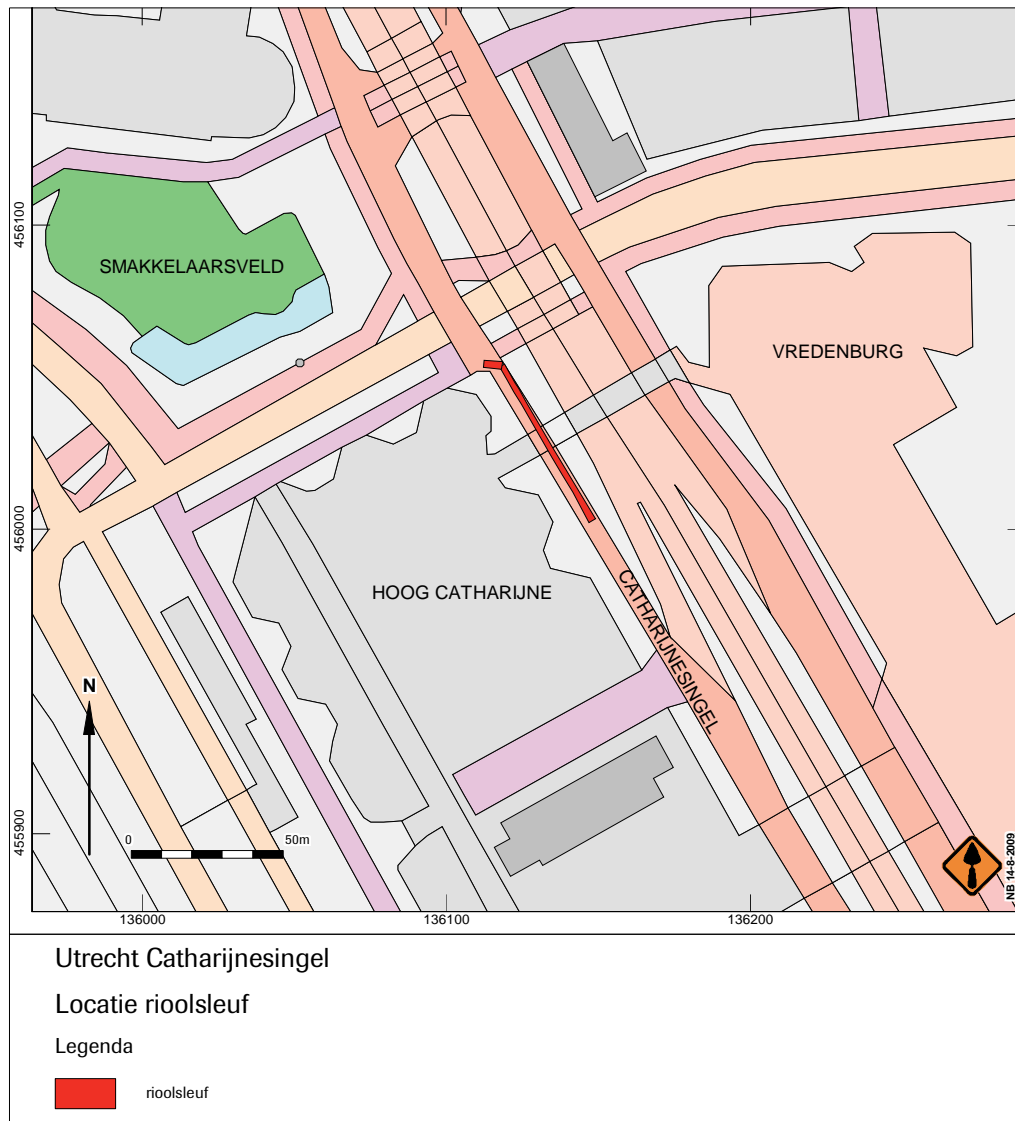 SMAKKELAARSVELD
VREDENBURG
HOOG CATHARIJNE
CATHARIJNESINGEL
N
0 50m
456100
456000
455900
136000 136100 136200
NB 14-8-2009
Utrecht Catharijnesingel
Locatie rioolsleuf
Legenda
rioolsleuf